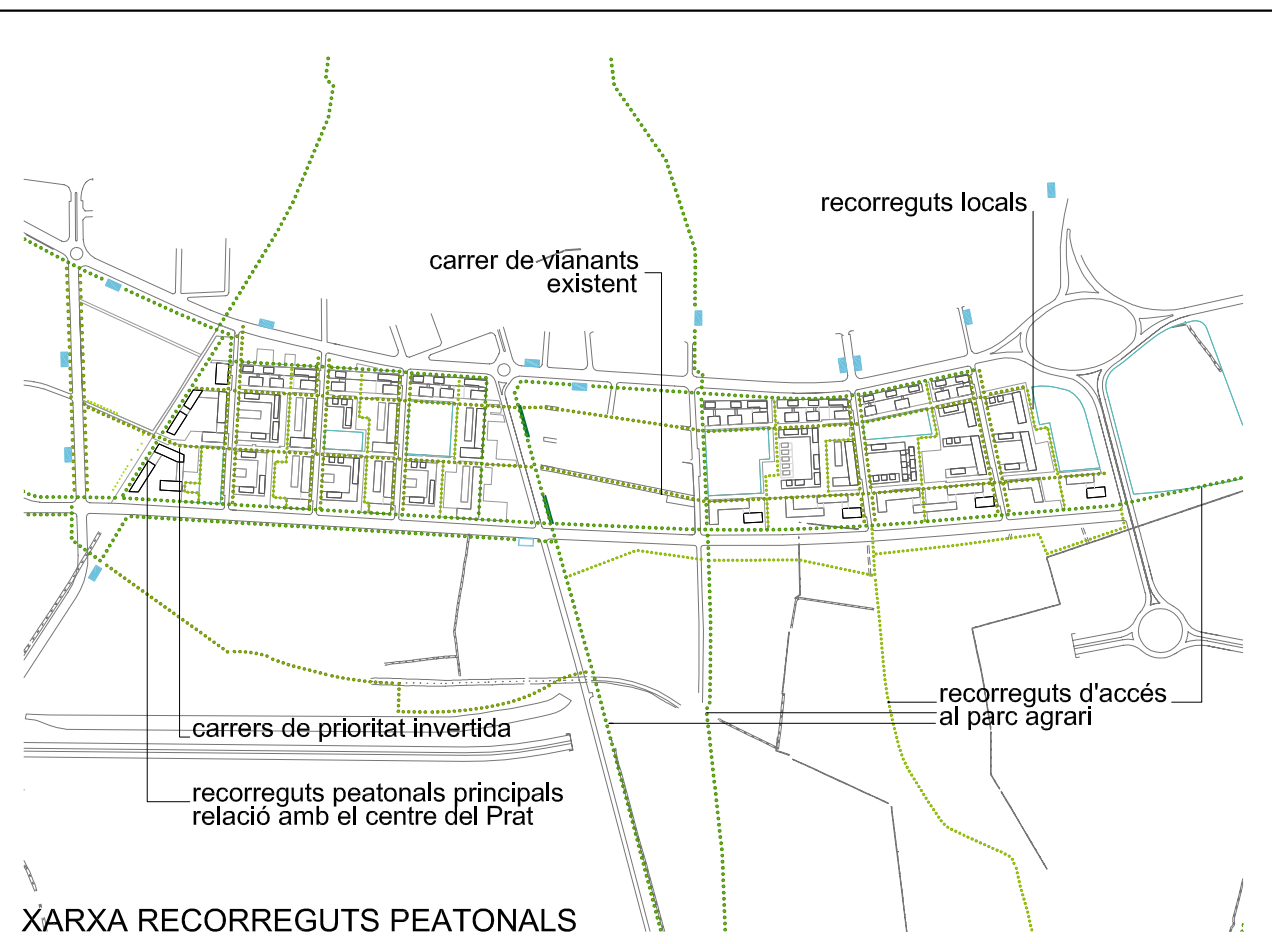 recorreguts locals
carrer de vianants
existent
recorreguts d'accés
al parc agrari
carrers de prioritat invertida
recorreguts peatonals principals
relació amb el centre del Prat
XARXA RECORREGUTS PEATONALS